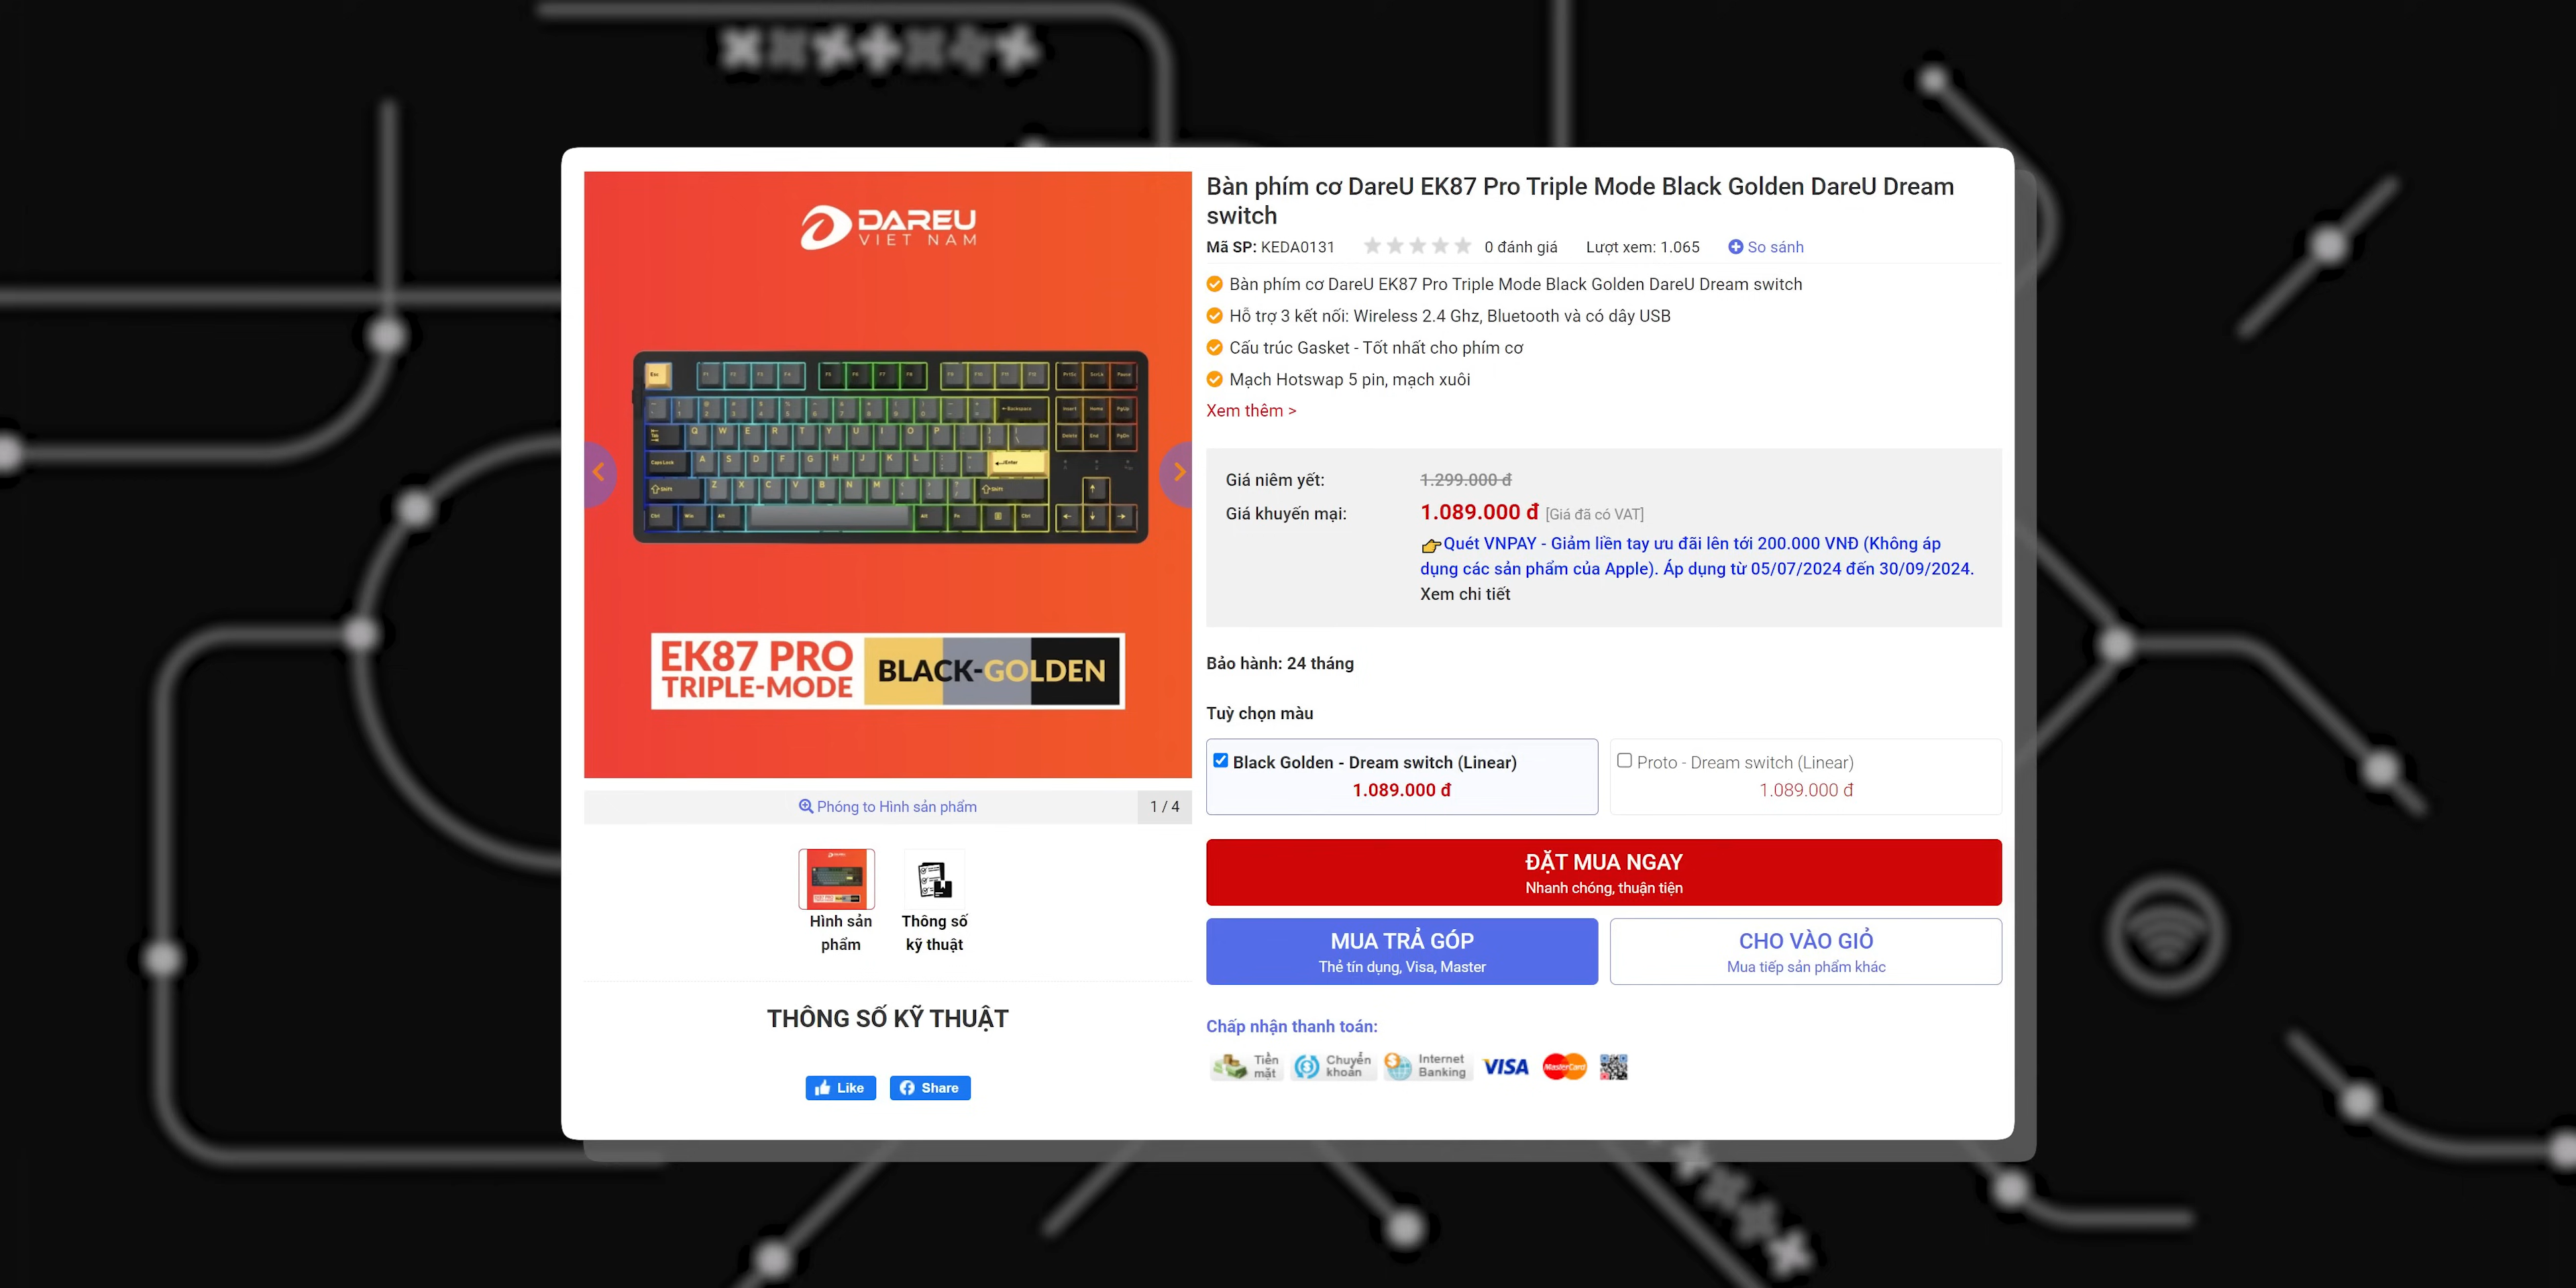 DAREU
VIET NAM
EK87 PRO
TRIPLE-MODE
BLACK-GOLDEN
Phóng to Hình sản phẩm
1 / 4
Hình sản
phẩm
Thông số
kỹ thuật
THÔNG SỐ KỸ THUẬT
Like
Share
Bàn phím cơ DareU EK87 Pro Triple Mode Black Golden DareU Dream
switch
Mã SP: KEDA0131 0 đánh giá Lượt xem: 1.065 So sánh
Bàn phím cơ DareU EK87 Pro Triple Mode Black Golden DareU Dream switch
Hỗ trợ 3 kết nối: Wireless 2.4 Ghz, Bluetooth và có dây USB
Cấu trúc Gasket - Tốt nhất cho phím cơ
Mạch Hotswap 5 pin, mạch xuôi
Xem thêm >
Giá niêm yết: 1.299.000 đ
Giá khuyến mại: 1.089.000 đ [Giá đã có VAT]
Quét VNPAY - Giảm liền tay ưu đãi lên tới 200.000 VNĐ (Không áp
dụng các sản phẩm của Apple). Áp dụng từ 05/07/2024 đến 30/09/2024.
Xem chi tiết
Bảo hành: 24 tháng
Tuỳ chọn màu
Black Golden - Dream switch (Linear)
1.089.000 đ
Proto - Dream switch (Linear)
1.089.000 đ
ĐẶT MUA NGAY
Nhanh chóng, thuận tiện
MUA TRẢ GÓP
Thẻ tín dụng, Visa, Master
CHO VÀO GIỎ
Mua tiếp sản phẩm khác
Chấp nhận thanh toán:
Tiền
mặt
Chuyển
khoản
Internet
Banking
VISA
MasterCard